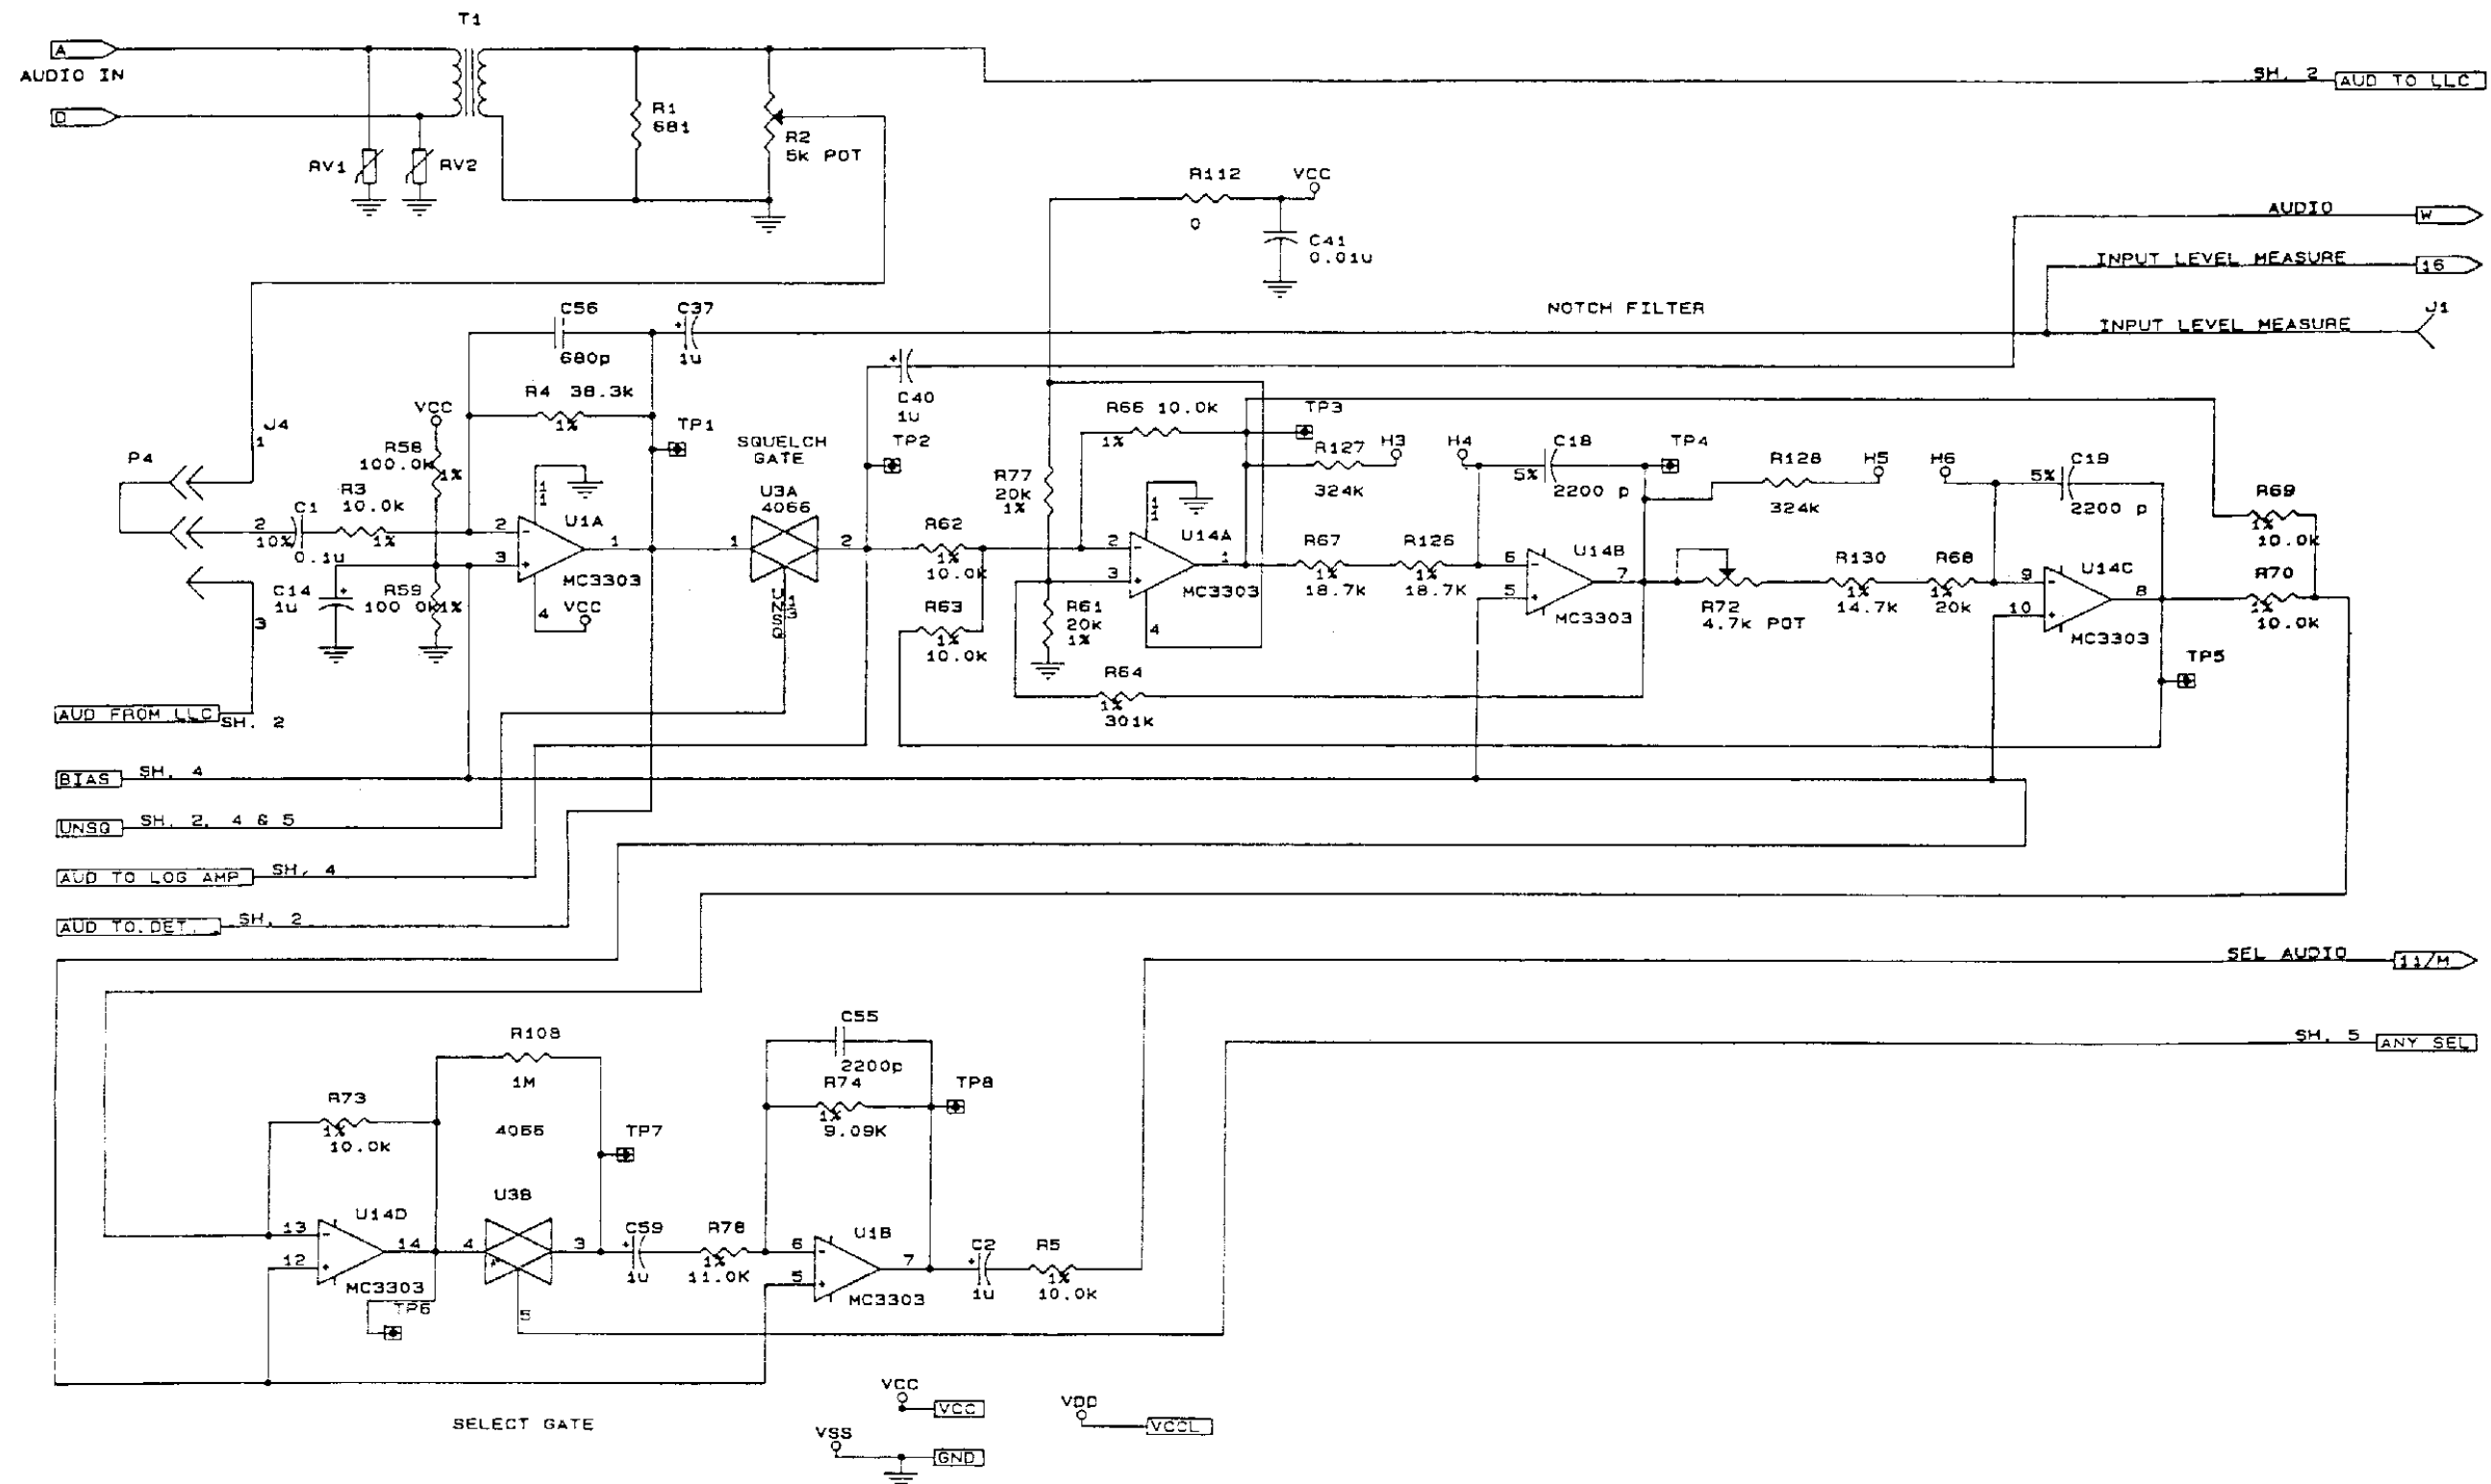 T1
A
AUDIO IN
D
RV1
RV2
R1
681
R2
5k POT
SH. 2
AUD TO LLC
R112
0
VCC
C41
0.01u
AUDIO
W
INPUT LEVEL MEASURE
16
NOTCH FILTER
INPUT LEVEL MEASURE
J1
C56
680p
C37
1u
R4 38.3k
1%
C40
1u
TP1
TP2
SQUELCH
GATE
U3A
4066
1
2
UNSQ
13
J4
1
P4
2
3
C1
10%
0.1u
R3
10.0k
1%
VCC
R58
100.0k
1%
R59
100 0k1%
C14
1u
2
3
11
4
1
U1A
MC3303
VCC
R62
1%
10.0k
R63
1%
10.0k
R66 10.0k
1%
TP3
R77
20k
1%
R61
20k
1%
2
3
11
4
1
U14A
MC3303
R127
324k
H3
H4
R67
1%
18.7k
R126
1%
18.7k
C18
5%
2200 p
TP4
6
5
7
U14B
MC3303
R64
1%
301k
R128
324k
H5
H6
R72
4.7k POT
R130
1%
14.7k
R68
1%
20k
C19
5%
2200 p
9
10
8
U14C
MC3303
R69
1%
10.0k
R70
1%
10.0k
TP5
AUD FROM LLC
SH. 2
BIAS
SH. 4
UNSQ
SH. 2, 4 & 5
AUD TO LOG AMP
SH. 4
AUD TO.DET.
SH. 2
SEL AUDIO
11/M
SH. 5
ANY SEL
R108
1M
R73
1%
10.0k
4066
TP7
U3B
4
3
5
13
12
14
U14D
MC3303
TP6
C59
1u
R78
1%
11.0K
C55
2200p
R74
1%
9.09K
TP8
6
5
7
U1B
MC3303
C2
1u
R5
1%
10.0k
SELECT GATE
VCC
VCC
VSS
GND
VDD
VCCL